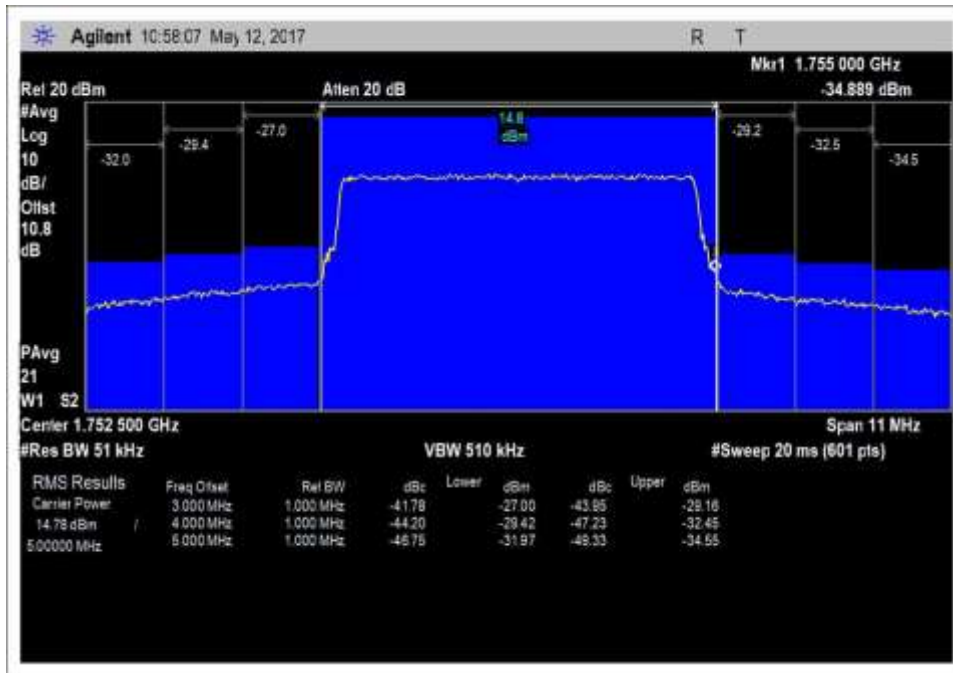 Agilent 10:58:07 May 12, 2017 R T
Mkr1 1.755 000 GHz
Ref 20 dBm Atten 20 dB -34.889 dBm
#Avg
Log
10
dB/
Offst
10.8
dB
-32.0 -29.4 -27.0 14.8 dBm -29.2 -32.5 -34.5
PAvg
21
W1 S2
Center 1.752 500 GHz Span 11 MHz
#Res BW 51 kHz VBW 510 kHz #Sweep 20 ms (601 pts)
RMS Results Freq Offset Ref BW dBc Lower dBm dBc Upper dBm
Carrier Power 3.000 MHz 1.000 MHz -41.78 -27.00 -43.95 -29.16
14.78 dBm / 4.000 MHz 1.000 MHz -44.20 -29.42 -47.23 -32.45
5.00000 MHz 5.000 MHz 1.000 MHz -46.75 -31.97 -49.33 -34.55